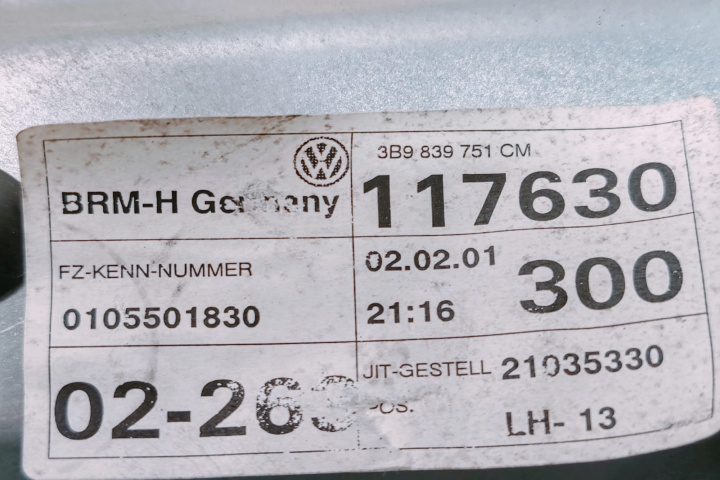 BRM-H Germany
3B9 839 751 CM
117630
FZ-KENN-NUMMER
0105501830
02.02.01
21:16
300
JIT-GESTELL 21035330
POS.
LH- 13